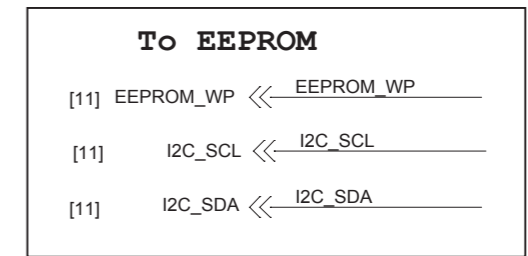 To EEPROM
[11] EEPROM_WP EEPROM_WP
[11] I2C_SCL I2C_SCL
[11] I2C_SDA I2C_SDA